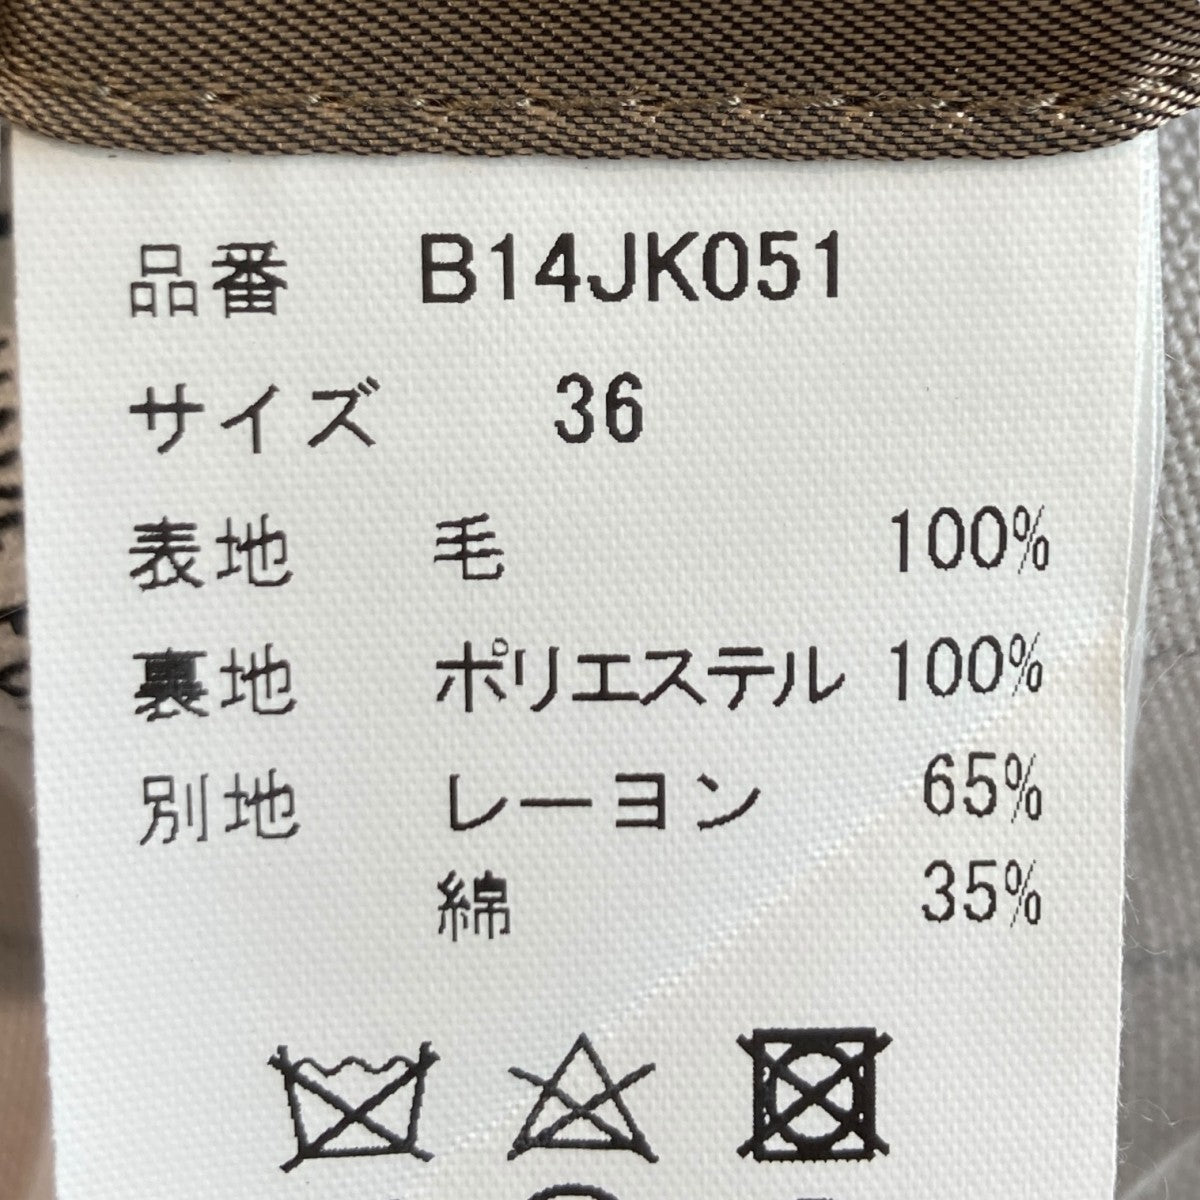 品番 B14JK051
サイズ 36
表地 毛 100%
裏地 ポリエステル 100%
別地 レーヨン 65%
綿 35%